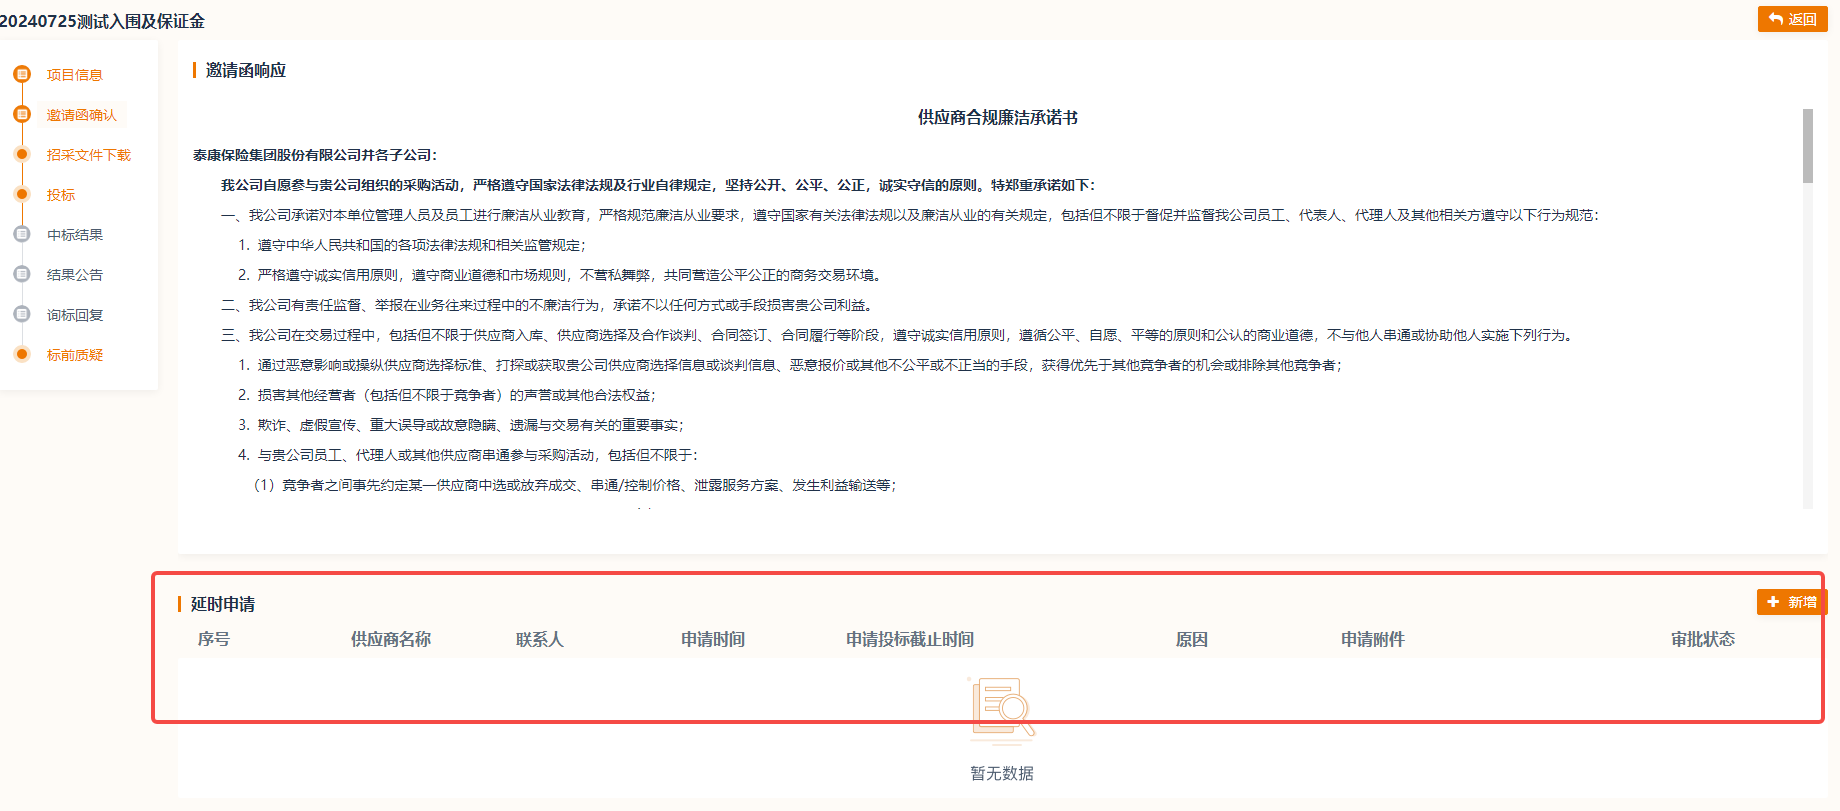 20240725测试入围及保证金
返回
项目信息
邀请函确认
招采文件下载
投标
中标结果
结果公告
询标回复
标前质疑
邀请函响应
供应商合规廉洁承诺书
泰康保险集团股份有限公司并各子公司：
我公司自愿参与贵公司组织的采购活动，严格遵守国家法律法规及行业自律规定，坚持公开、公平、公正，诚实守信的原则。特郑重承诺如下：
一、我公司承诺对本单位管理人员及员工进行廉洁从业教育，严格规范廉洁从业要求，遵守国家有关法律法规以及廉洁从业的有关规定，包括但不限于督促并监督我公司员工、代表人、代理人及其他相关方遵守以下行为规范：
1. 遵守中华人民共和国的各项法律法规和相关监管规定；
2. 严格遵守诚实信用原则，遵守商业道德和市场规则，不营私舞弊，共同营造公平公正的商务交易环境。
二、我公司有责任监督、举报在业务往来过程中的不廉洁行为，承诺不以任何方式或手段损害贵公司利益。
三、我公司在交易过程中，包括但不限于供应商入库、供应商选择及合作谈判、合同签订、合同履行等阶段，遵守诚实信用原则，遵循公平、自愿、平等的原则和公认的商业道德，不与他人串通或协助他人实施下列行为。
1. 通过恶意影响或操纵供应商选择标准、打探或获取贵公司供应商选择信息或谈判信息、恶意报价或其他不公平或不正当的手段，获得优先于其他竞争者的机会或排除其他竞争者；
2. 损害其他经营者（包括但不限于竞争者）的声誉或其他合法权益；
3. 欺诈、虚假宣传、重大误导或故意隐瞒、遗漏与交易有关的重要事实；
4. 与贵公司员工、代理人或其他供应商串通参与采购活动，包括但不限于：
（1）竞争者之间事先约定某一供应商中选或放弃成交、串通/控制价格、泄露服务方案、发生利益输送等；
延时申请
新增
序号 供应商名称 联系人 申请时间 申请投标截止时间 原因 申请附件 审批状态
暂无数据